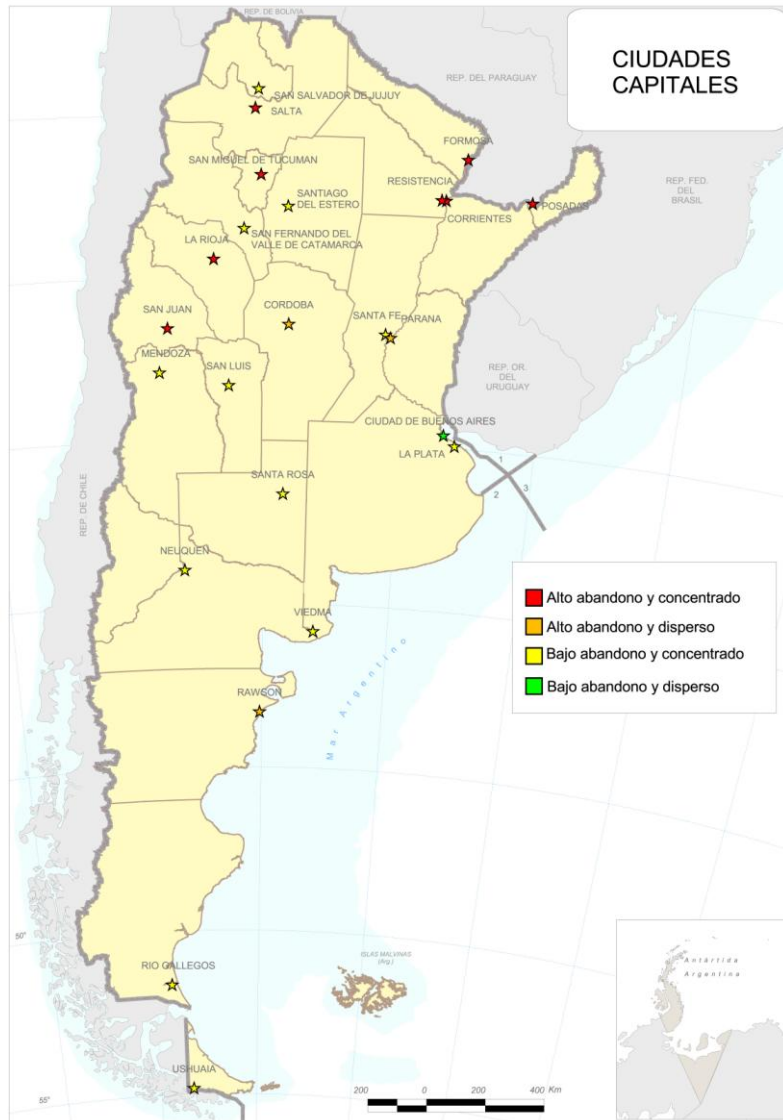 REP. DE BOLIVIA
CIUDADES
CAPITALES
REP. DEL PARAGUAY
SAN SALVADOR DE JUJUY
SALTA
FORMOSA
SAN MIGUEL DE TUCUMAN
RESISTENCIA
REP. FED.
DEL
BRASIL
SANTIAGO
DEL ESTERO
CORRIENTES
POSADAS
SAN FERNANDO DEL
VALLE DE CATAMARCA
LA RIOJA
SAN JUAN
CORDOBA
SANTA FE
PARANA
MENDOZA
SAN LUIS
REP. OR.
DEL
URUGUAY
CIUDAD DE BUENOS AIRES
LA PLATA
1
2
3
SANTA ROSA
REP. DE CHILE
NEUQUEN
VIEDMA
Alto abandono y concentrado
Alto abandono y disperso
Bajo abandono y concentrado
Bajo abandono y disperso
Mar Argentino
RAWSON
50°
RIO GALLEGOS
ISLAS MALVINAS
(Arg.)
Antártida
Argentina
USHUAIA
55°
200 0 200 400 Km